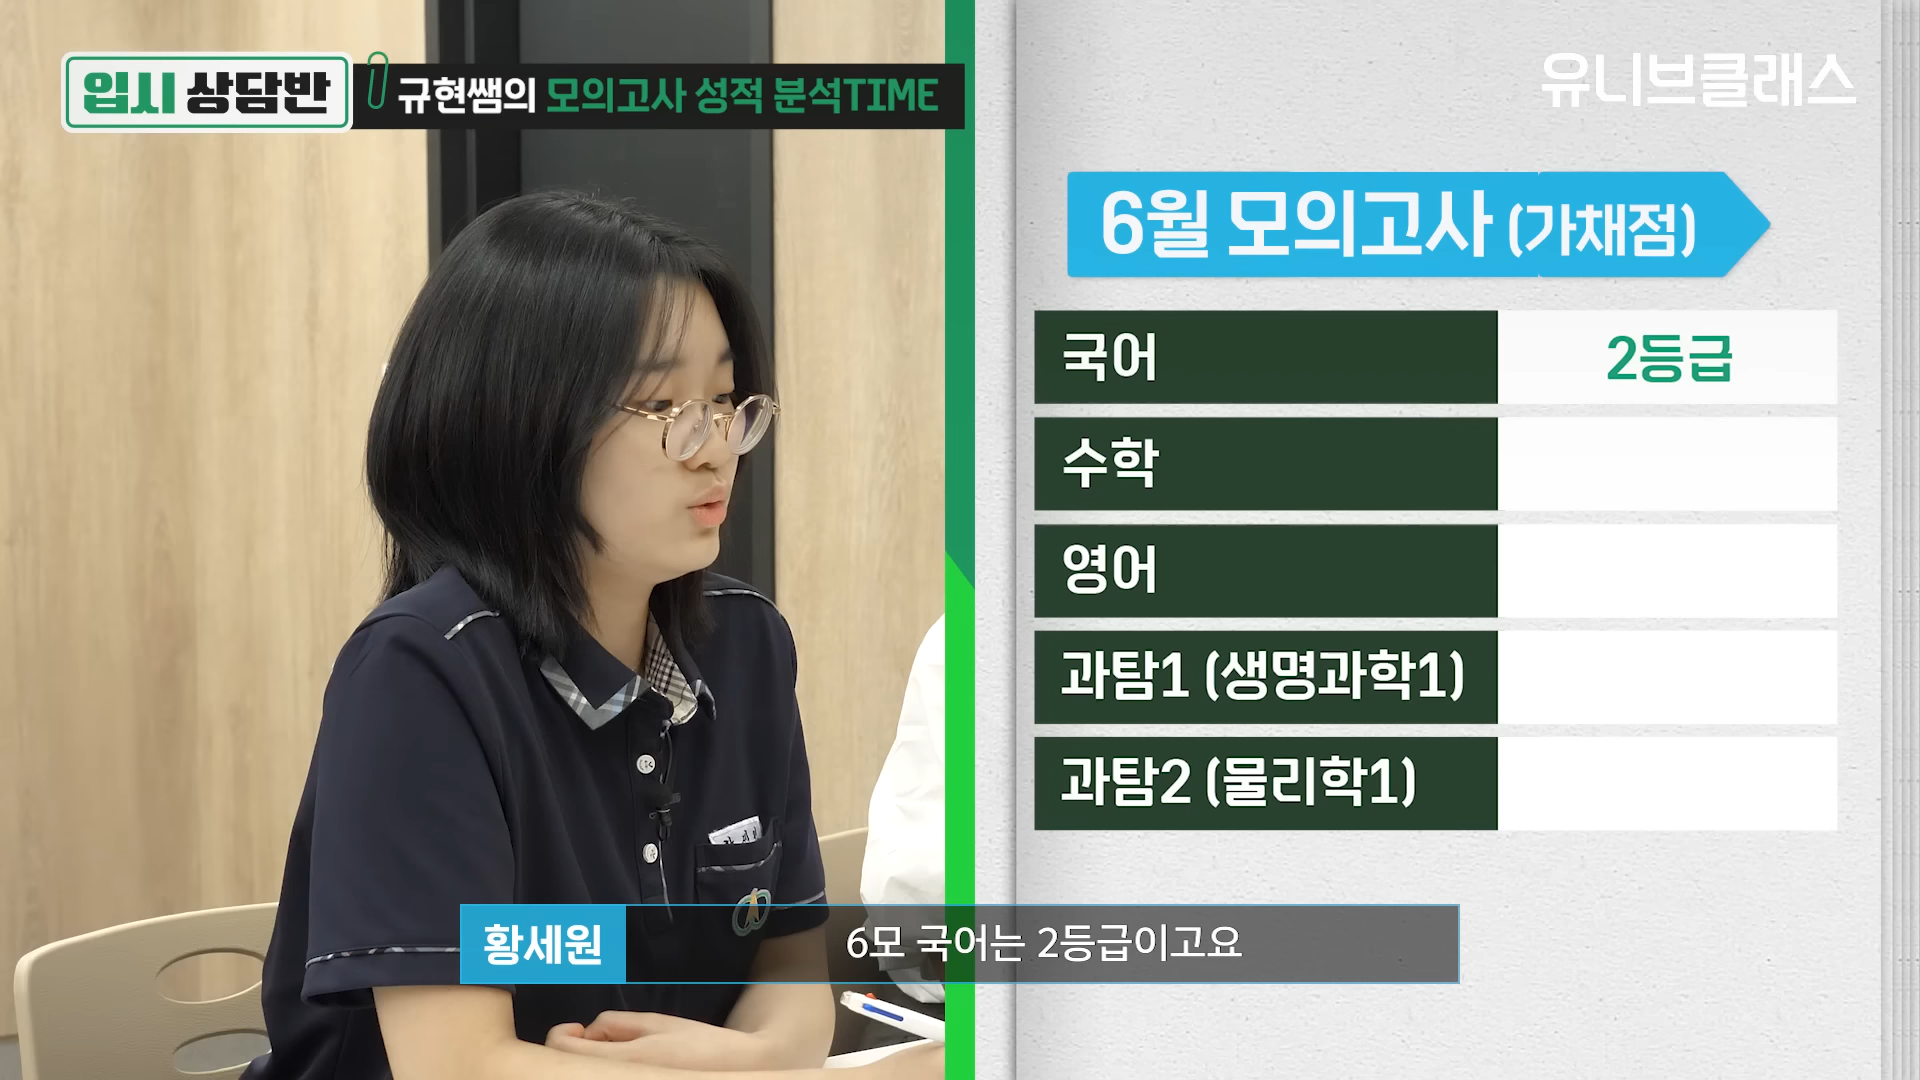 입시 상담반
규현쌤의 모의고사 성적 분석TIME
유니브클래스
6월 모의고사 (가채점)
국어 2등급
수학
영어
과탐1 (생명과학1)
과탐2 (물리학1)
황세원 6모 국어는 2등급이고요